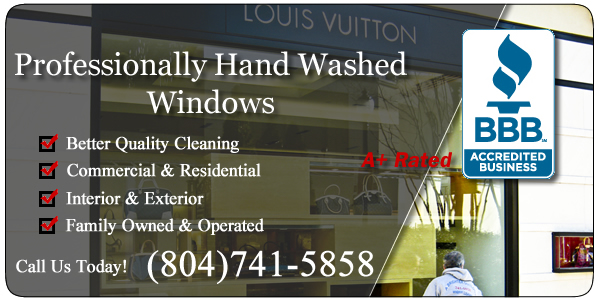 LOUIS VUITTON
Professionally Hand Washed
Windows
Better Quality Cleaning
Commercial & Residential
Interior & Exterior
Family Owned & Operated
Call Us Today! (804)741-5858
A+ Rated
BBB
ACCREDITED
BUSINESS